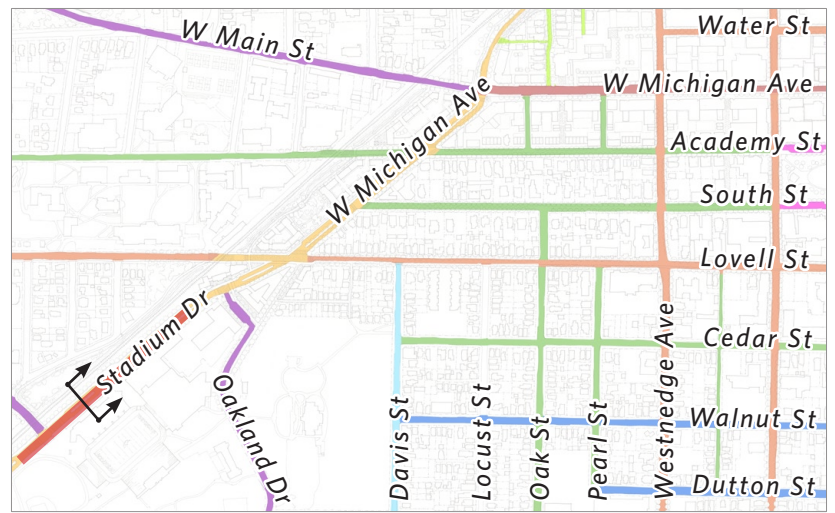 Water St
W Main St
W Michigan Ave
W Michigan Ave
Academy St
South St
Lovell St
Stadium Dr
Cedar St
Westnedge Ave
Oakland Dr
Davis St
Locust St
Oak St
Pearl St
Walnut St
Dutton St